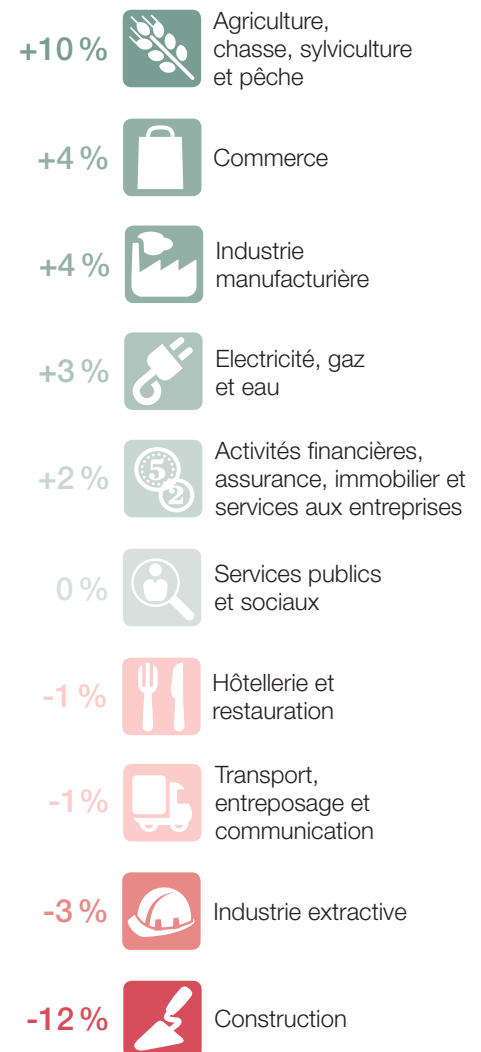 +10 %
Agriculture,
chasse, sylviculture
et pêche
+4 %
Commerce
+4 %
Industrie
manufacturière
+3 %
Electricité, gaz
et eau
+2 %
5
2
Activités financières,
assurance, immobilier et
services aux entreprises
0 %
Services publics
et sociaux
-1 %
Hôtellerie et
restauration
-1 %
Transport,
entreposage et
communication
-3 %
Industrie extractive
-12 %
Construction